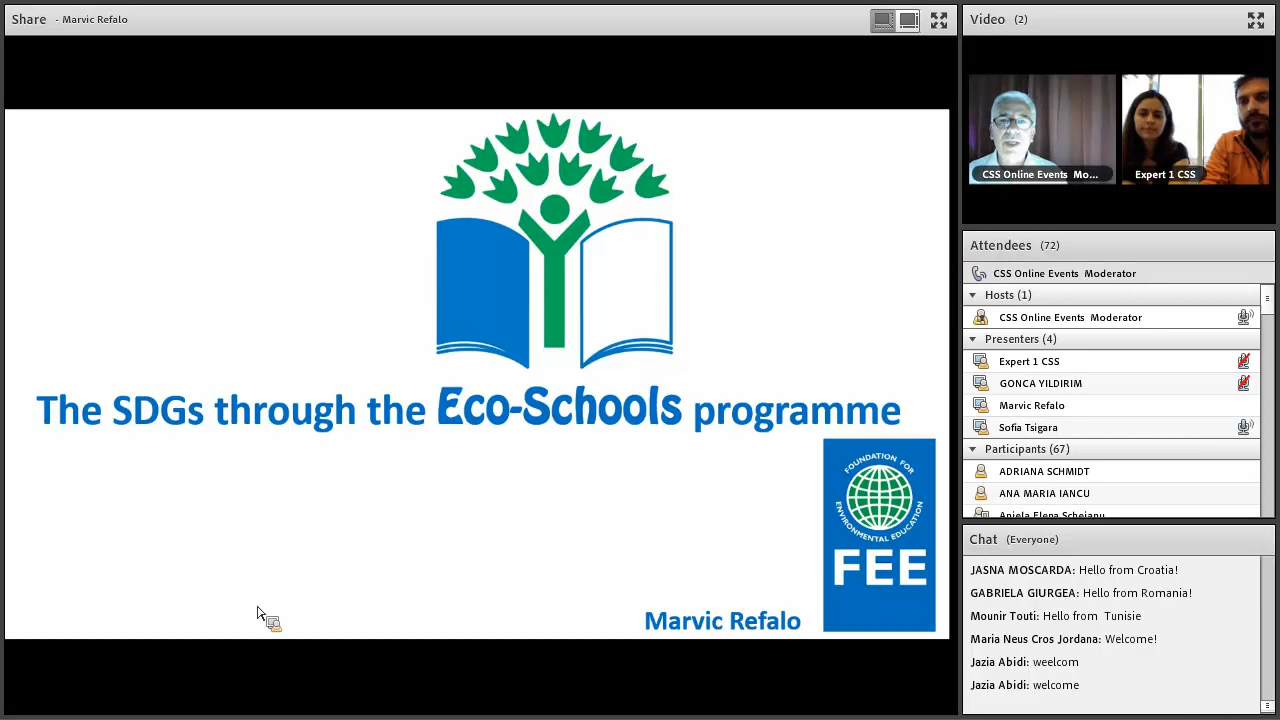 Share - Marvic Refalo
The SDGs through the Eco-Schools programme
FOUNDATION FOR
ENVIRONMENTAL EDUCATION
FEE
Marvic Refalo
Video (2)
CSS Online Events Mo...
Expert 1 CSS
Attendees (72)
CSS Online Events Moderator
Hosts (1)
CSS Online Events Moderator
Presenters (4)
Expert 1 CSS
GONCA YILDIRIM
Marvic Refalo
Sofia Tsigara
Participants (67)
ADRIANA SCHMIDT
ANA MARIA IANCU
Chat (Everyone)
JASNA MOSCARDA: Hello from Croatia!
GABRIELA GIURGEA: Hello from Romania!
Mounir Touti: Hello from Tunisie
Maria Neus Cros Jordana: Welcome!
Jazia Abidi: weelcom
Jazia Abidi: welcome